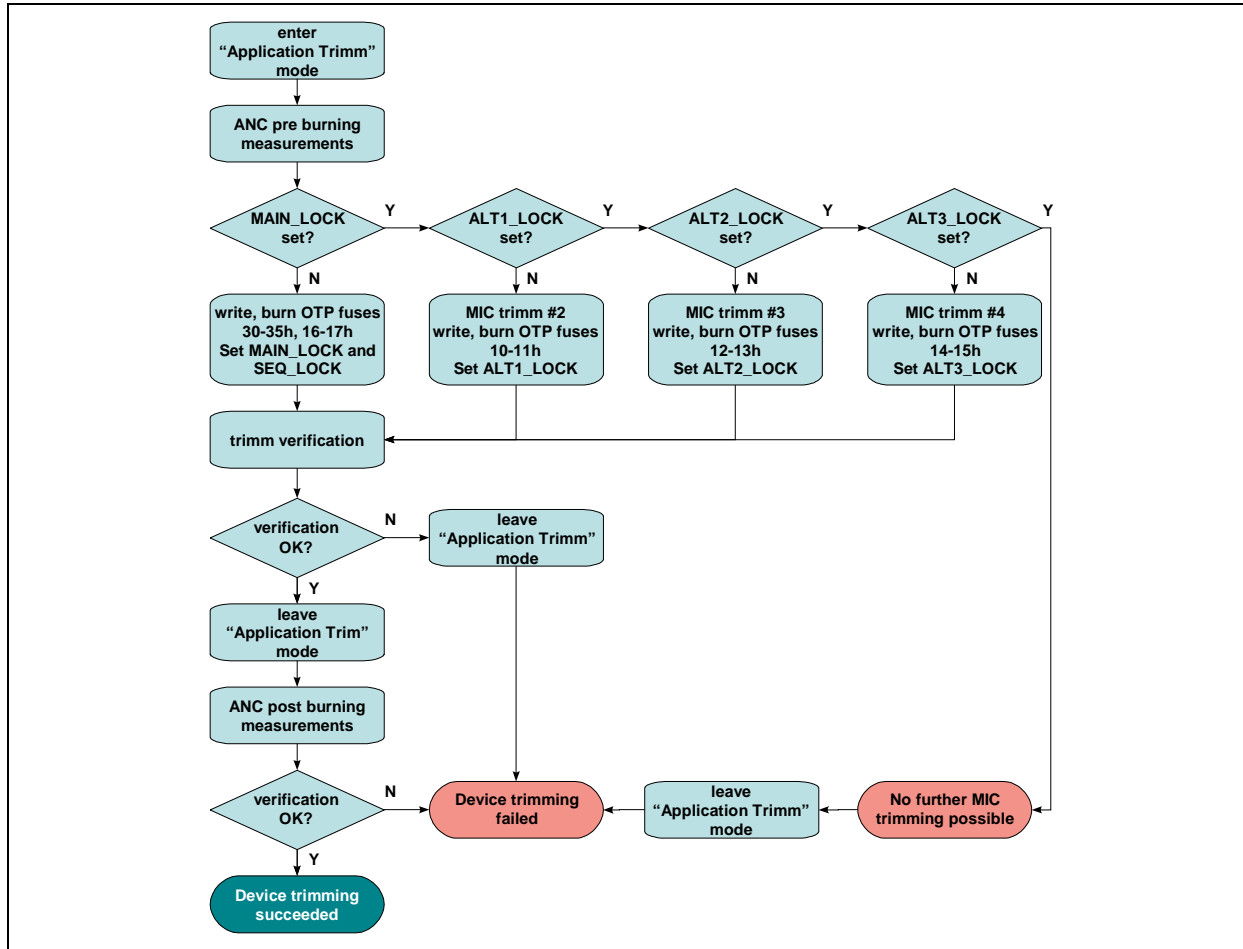 enter
“Application Trimm”
mode
ANC pre burning
measurements
MAIN_LOCK
set?
Y
N
ALT1_LOCK
set?
Y
N
ALT2_LOCK
set?
Y
N
ALT3_LOCK
set?
Y
N
write, burn OTP fuses
30-35h, 16-17h
Set MAIN_LOCK and
SEQ_LOCK
MIC trimm #2
write, burn OTP fuses
10-11h
Set ALT1_LOCK
MIC trimm #3
write, burn OTP fuses
12-13h
Set ALT2_LOCK
MIC trimm #4
write, burn OTP fuses
14-15h
Set ALT3_LOCK
trimm verification
verification
OK?
N
Y
leave
“Application Trimm”
mode
leave
“Application Trim”
mode
ANC post burning
measurements
verification
OK?
N
Y
Device trimming
failed
leave
“Application Trimm”
mode
No further MIC
trimming possible
Device trimming
succeeded